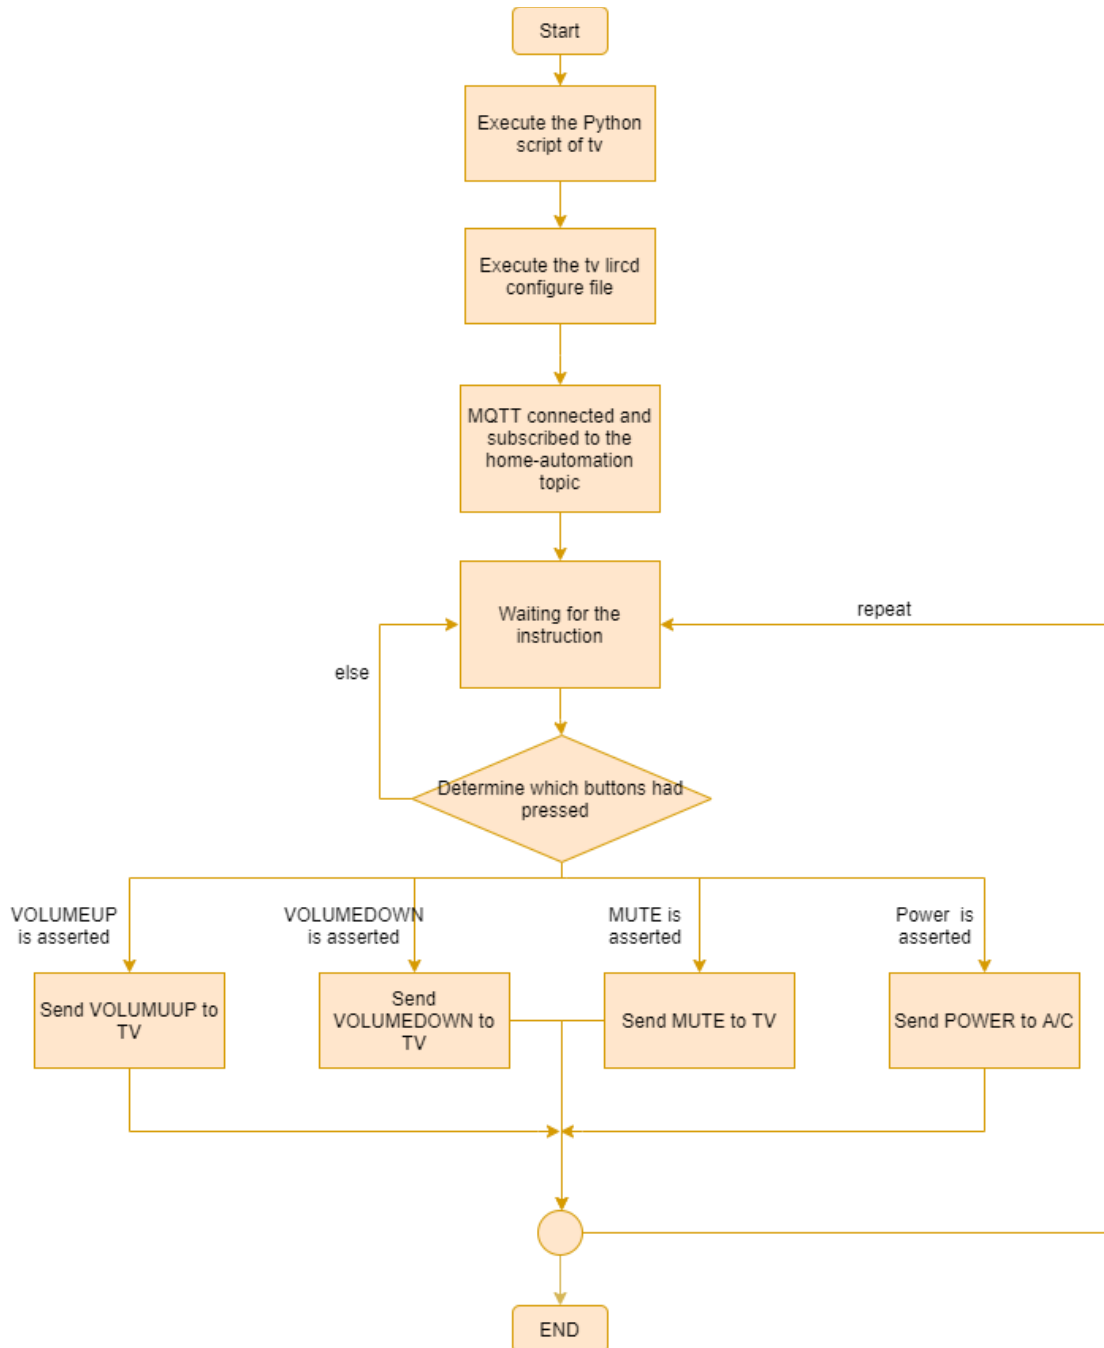 Start
Execute the Python
script of tv
Execute the tv lircd
configure file
MQTT connected and
subscribed to the
home-automation
topic
Waiting for the
instruction
repeat
else
Determine which buttons had
pressed
VOLUMEUP
is asserted
VOLUMEDOWN
is asserted
MUTE is
asserted
Power is
asserted
Send VOLUMUUP to
TV
Send
VOLUMEDOWN to
TV
Send MUTE to TV
Send POWER to A/C
END